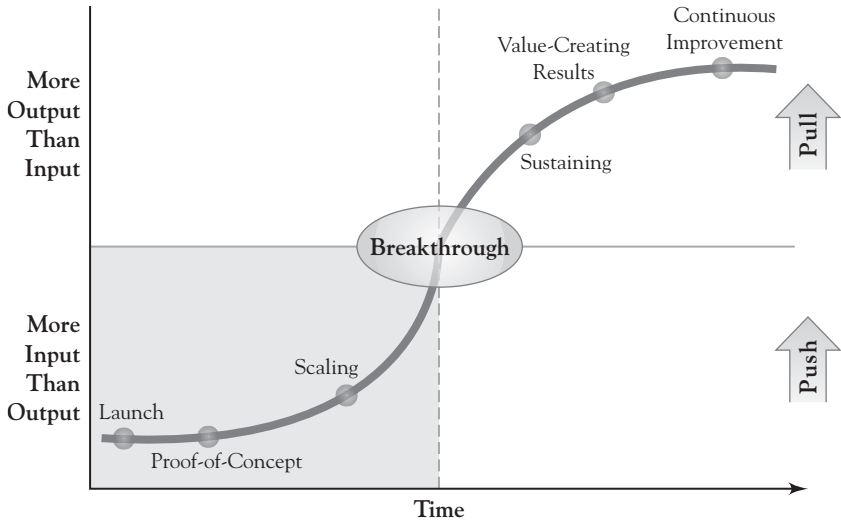 Continuous
Improvement
Value-Creating
Results
More
Output
Than
Input
Pull
Sustaining
Breakthrough
More
Input
Than
Output
Push
Scaling
Launch
Proof-of-Concept
Time